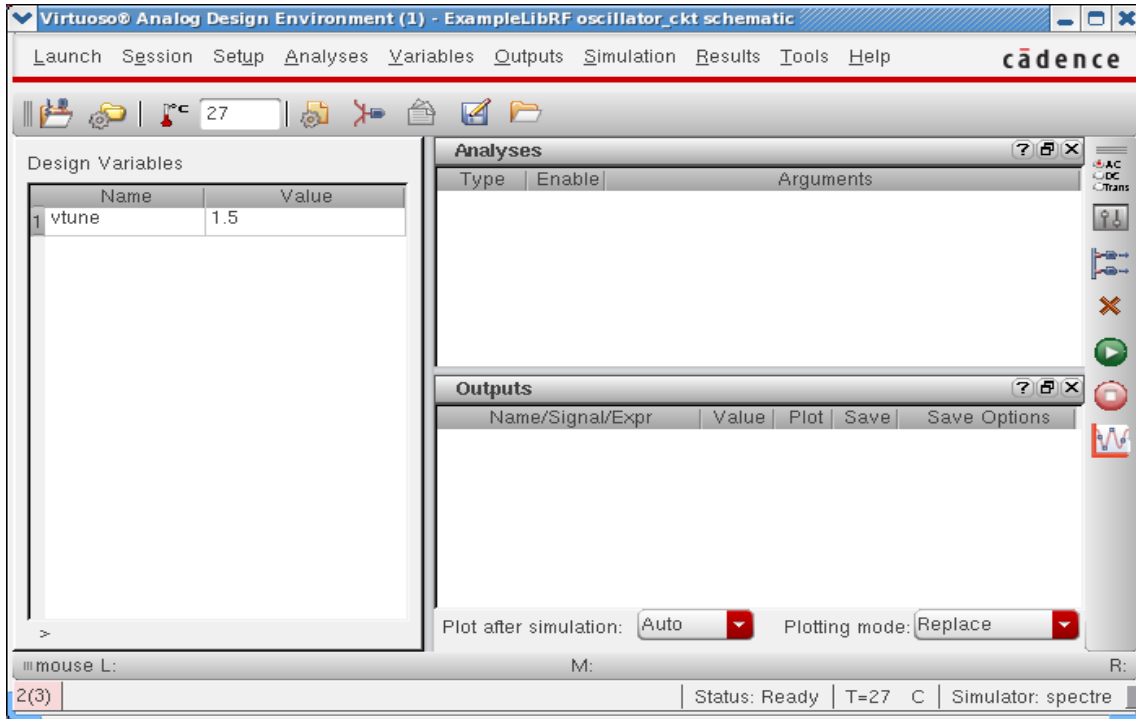 Virtuoso® Analog Design Environment (1) - ExampleLibRF oscillator_ckt schematic
Launch Session Setup Analyses Variables Outputs Simulation Results Tools Help cādence
°C 27
Design Variables
Name Value
1 vtune 1.5
>
Analyses
Type Enable Arguments
AC
DC
Trans
Outputs
Name/Signal/Expr Value Plot Save Save Options
Plot after simulation: Auto Plotting mode: Replace
mouse L: M: R:
2(3) Status: Ready T=27 C Simulator: spectre